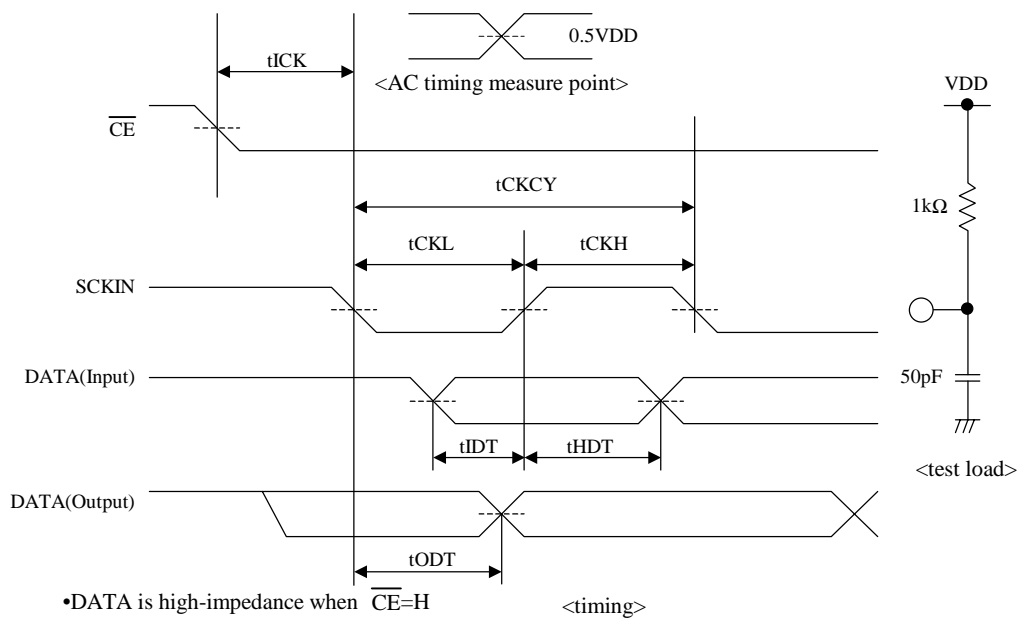 tICK
0.5VDD
<AC timing measure point>
VDD
CE
tCKCY
1kΩ
tCKL
tCKH
SCKIN
DATA(Input)
50pF
tIDT
tHDT
<test load>
DATA(Output)
tODT
•DATA is high-impedance when CE=H
<timing>